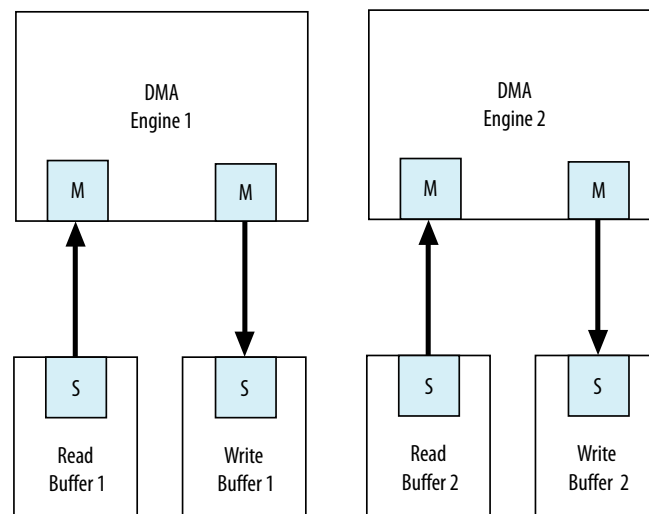 DMA
Engine 1
M
M
DMA
Engine 2
M
M
S
Read
Buffer 1
S
Write
Buffer 1
S
Read
Buffer 2
S
Write
Buffer 2